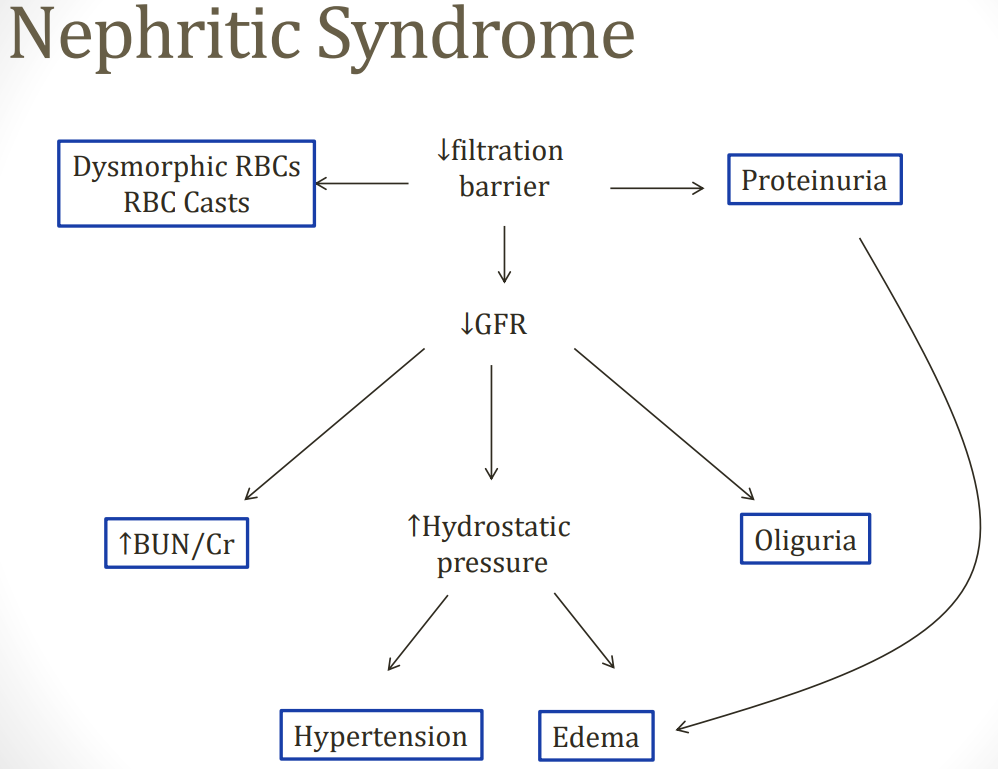 Nephritic Syndrome
↓filtration
barrier
Dysmorphic RBCs
RBC Casts
Proteinuria
↓GFR
↑BUN/Cr
↑Hydrostatic
pressure
Oliguria
Hypertension
Edema